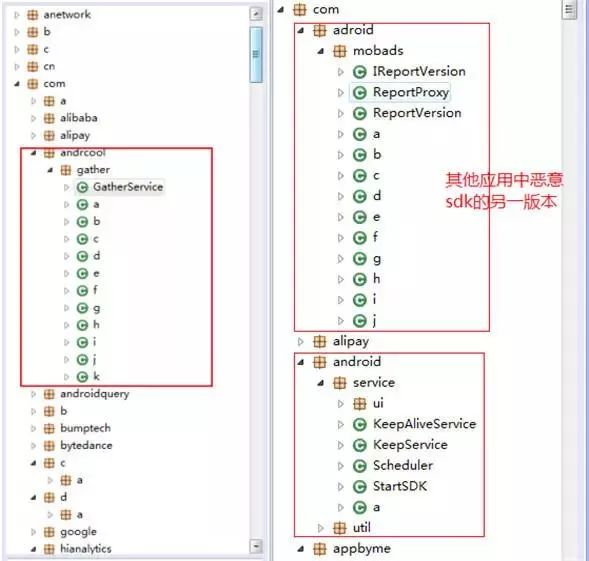 anetwork
b
c
cn
com
a
alibaba
alipay
andrcool
gather
GatherService
a
b
c
d
e
f
g
h
i
j
k
androidquery
b
bumptech
bytedance
c
a
d
a
google
hianalytics
com
adroid
mobads
IReportVersion
ReportProxy
ReportVersion
a
b
c
d
e
f
g
h
i
j
其他应用中恶意
sdk的另一版本
alipay
android
service
ui
KeepAliveService
KeepService
Scheduler
StartSDK
a
util
appbyme